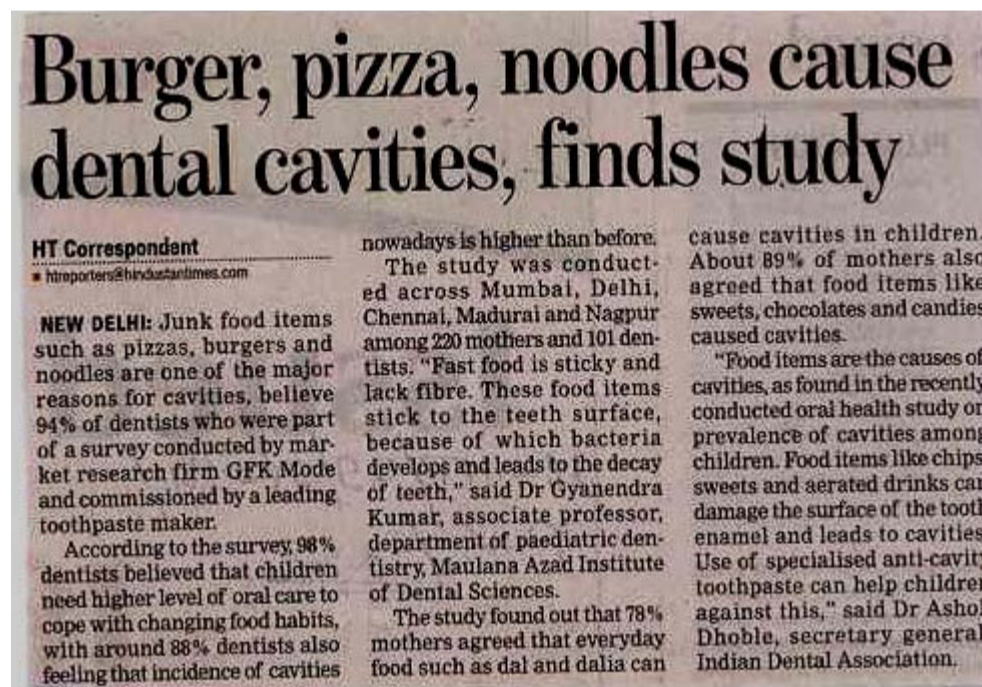 Burger, pizza, noodles cause
dental cavities, finds study
HT Correspondent
htreporters@hindustantimes.com
NEW DELHI: Junk food items
such as pizzas, burgers and
noodles are one of the major
reasons for cavities, believe
94% of dentists who were part
of a survey conducted by mar-
ket research firm GFK Mode
and commissioned by a leading
toothpaste maker.
According to the survey, 98%
dentists believed that children
need higher level of oral care to
cope with changing food habits,
with around 88% dentists also
feeling that incidence of cavities
nowadays is higher than before.
The study was conduct-
ed across Mumbai, Delhi,
Chennai, Madurai and Nagpur
among 220 mothers and 101 den-
tists. “Fast food is sticky and
lack fibre. These food items
stick to the teeth surface,
because of which bacteria
develops and leads to the decay
of teeth,” said Dr Gyanendra
Kumar, associate professor,
department of paediatric den-
tistry, Maulana Azad Institute
of Dental Sciences.
The study found out that 78%
mothers agreed that everyday
food such as dal and dalia can
cause cavities in children.
About 89% of mothers also
agreed that food items like
sweets, chocolates and candies
caused cavities.
“Food items are the causes of
cavities, as found in the recently
conducted oral health study on
prevalence of cavities among
children. Food items like chips
sweets and aerated drinks can
damage the surface of the tooth
enamel and leads to cavities
Use of specialised anti-cavity
toothpaste can help children
against this,” said Dr Ashok
Dhoble, secretary general
Indian Dental Association.